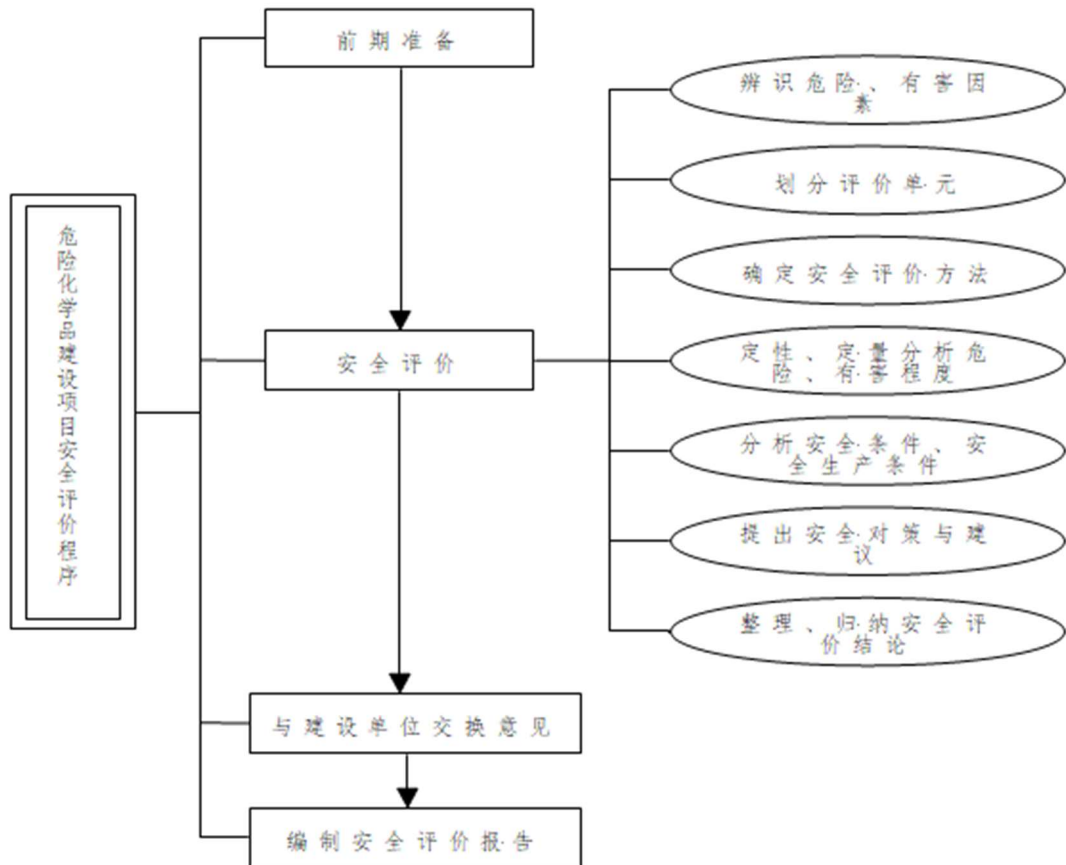 危险化学品建设项目安全评价程序
前期准备
安全评价
与建设单位交换意见
编制安全评价报告
辨识危险、有害因
素
划分评价单元
确定安全评价方法
定性、定量分析危
险、有害程度
分析安全条件、安
全生产条件
提出安全对策与建
议
整理、归纳安全评
价结论